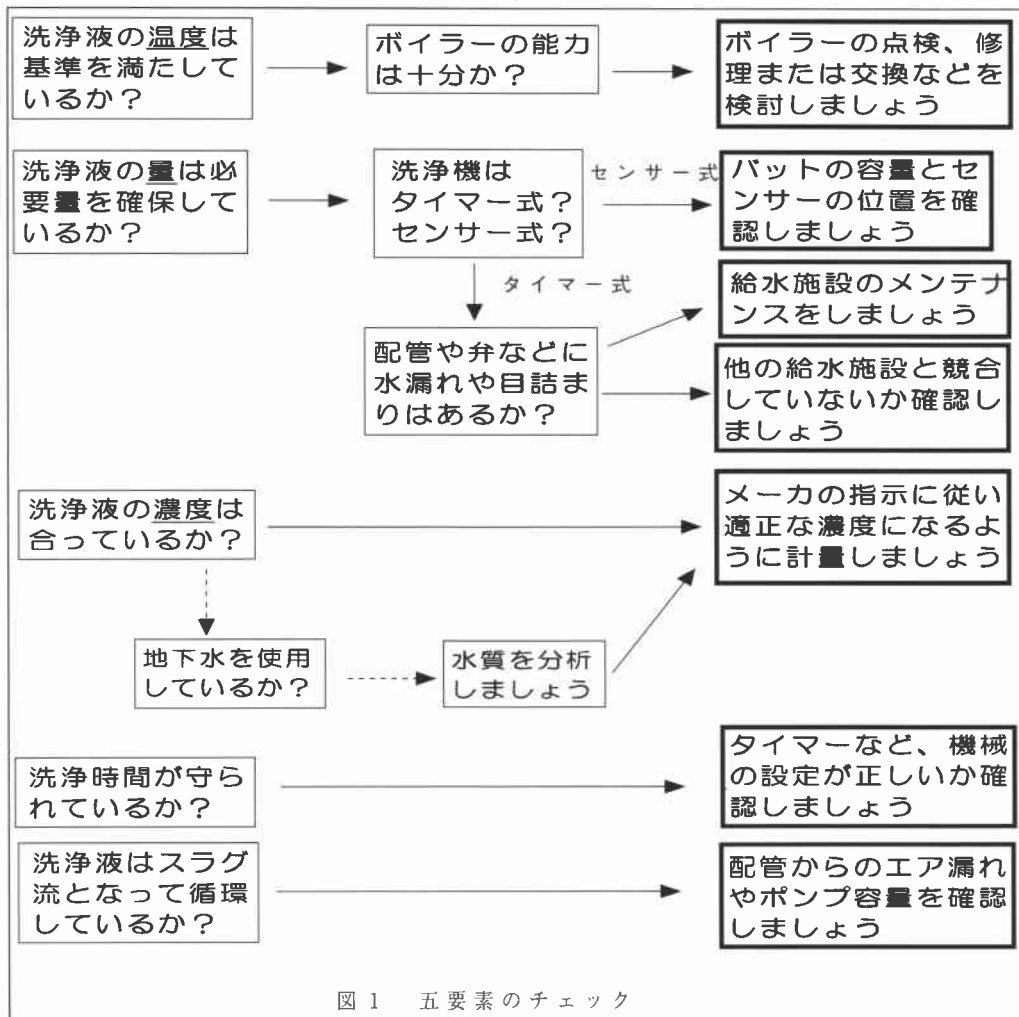 洗浄液の温度は
基準を満たして
いるか？
ボイラーの能力
は十分か？
ボイラーの点検、修
理または交換などを
検討しましょう
洗浄液の量は必
要量を確保して
いるか？
洗浄機は
タイマー式？
センサー式？
センサー式
バットの容量とセ
ンサーの位置を確
認しましょう
タイマー式
配管や弁などに
水漏れや目詰ま
りはあるか？
給水施設のメンテナ
ンスをしましょう
他の給水施設と競合
していないか確認し
ましょう
洗浄液の濃度は
合っているか？
メーカの指示に従い
適正な濃度になるよ
うに計量しましょう
地下水を使用
しているか？
水質を分析
しましょう
洗浄時間が守ら
れているか？
タイマーなど、機械
の設定が正しいか確
認しましょう
洗浄液はスラグ
流となって循環
しているか？
配管からのエア漏れ
やポンプ容量を確認
しましょう
図１　五要素のチェック